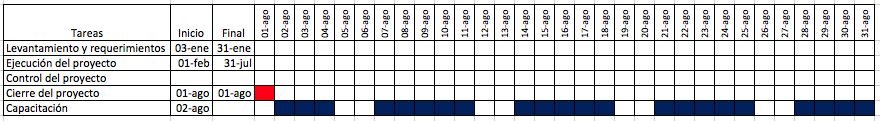 Tareas Inicio Final 01-ago 02-ago 03-ago 04-ago 05-ago 06-ago 07-ago 08-ago 09-ago 10-ago 11-ago 12-ago 13-ago 14-ago 15-ago 16-ago 17-ago 18-ago 19-ago 20-ago 21-ago 22-ago 23-ago 24-ago 25-ago 26-ago 27-ago 28-ago 29-ago 30-ago 31-ago
Levantamiento y requerimientos 03-ene 31-ene
Ejecución del proyecto 01-feb 31-jul
Control del proyecto
Cierre del proyecto 01-ago 01-ago
Capacitación 02-ago